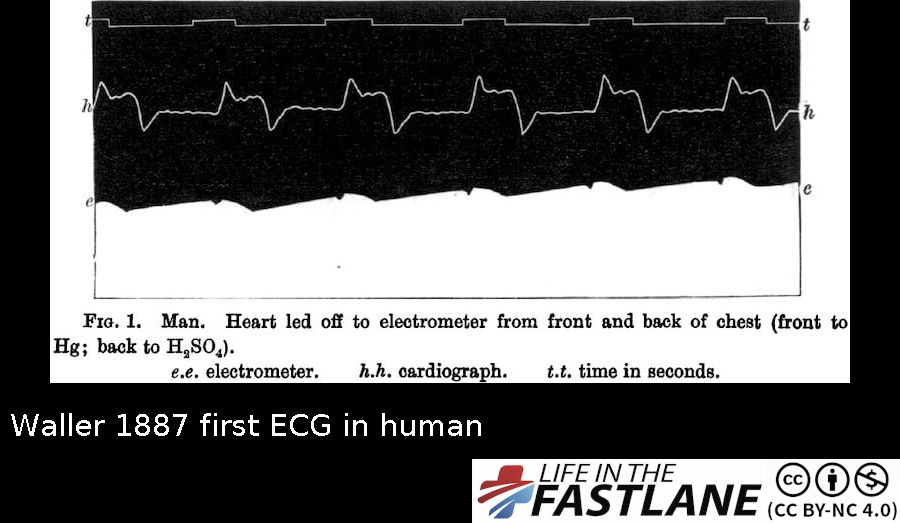 t t
h h
e e
FIG. 1. Man. Heart led off to electrometer from front and back of chest (front to
Hg; back to H₂SO₄).
e.e. electrometer. h.h. cardiograph. t.t. time in seconds.
Waller 1887 first ECG in human
LIFE IN THE
FASTLANE
cc
(CC BY-NC 4.0)